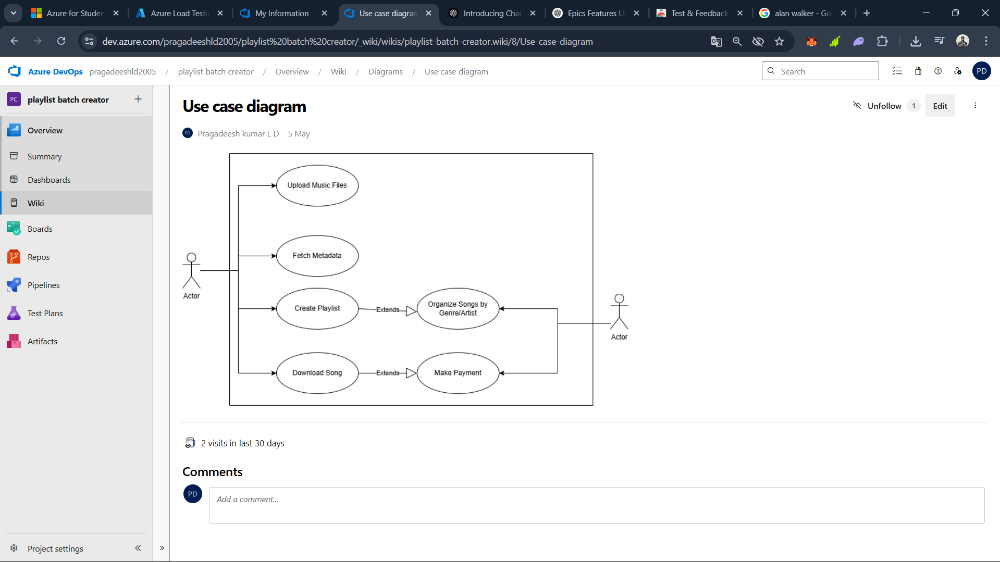 Azure for Studen
Azure Load Testi
My Information
Use case diagran
Introducing Chat
Epics Features U
Test & Feedback
alan walker - Goo
dev.azure.com/pragadeeshld2005/playlist%20batch%20creator/_wiki/wikis/playlist-batch-creator.wiki/8/Use-case-diagram
Azure DevOps pragadeeshld2005 / playlist batch creator / Overview / Wiki / Diagrams / Use case diagram
Search
PD
PC playlist batch creator
Overview
Summary
Dashboards
Wiki
Boards
Repos
Pipelines
Test Plans
Artifacts
Project settings
Use case diagram
Unfollow 1 Edit
PD Pragadeesh kumar L D 5 May
Upload Music Files
Fetch Metadata
Actor
Create Playlist
Extends
Organize Songs by
Genre/Artist
Actor
Download Song
Extends
Make Payment
2 visits in last 30 days
Comments
PD
Add a comment...